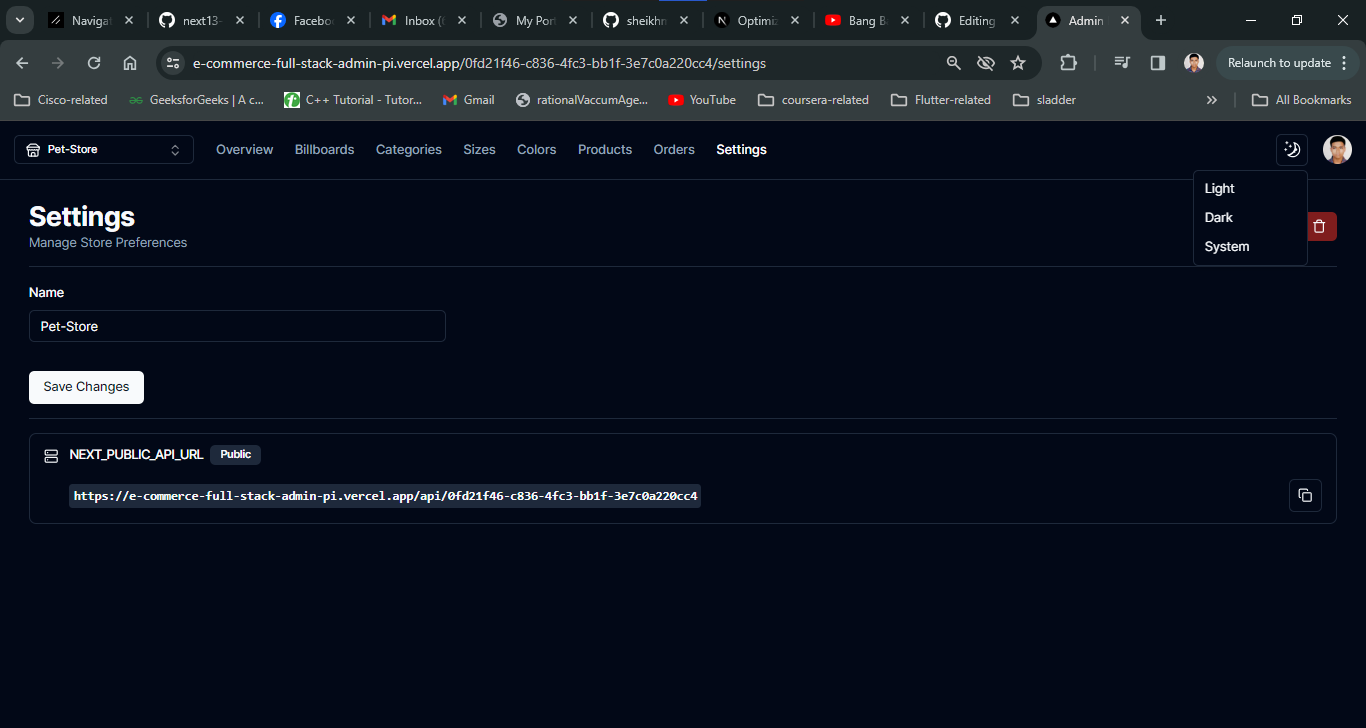 Navigat
next13-
Facebo
Inbox (
My Port
sheikhn
Optimiz
Bang B
Editing
Admin
e-commerce-full-stack-admin-pi.vercel.app/0fd21f46-c836-4fc3-bb1f-3e7c0a220cc4/settings
Relaunch to update
Cisco-related
GeeksforGeeks | A c...
C++ Tutorial - Tutor...
Gmail
rationalVaccumAge...
YouTube
coursera-related
Flutter-related
sladder
All Bookmarks
Pet-Store
Overview
Billboards
Categories
Sizes
Colors
Products
Orders
Settings
Light
Dark
System
Settings
Manage Store Preferences
Name
Pet-Store
Save Changes
NEXT_PUBLIC_API_URL Public
https://e-commerce-full-stack-admin-pi.vercel.app/api/0fd21f46-c836-4fc3-bb1f-3e7c0a220cc4